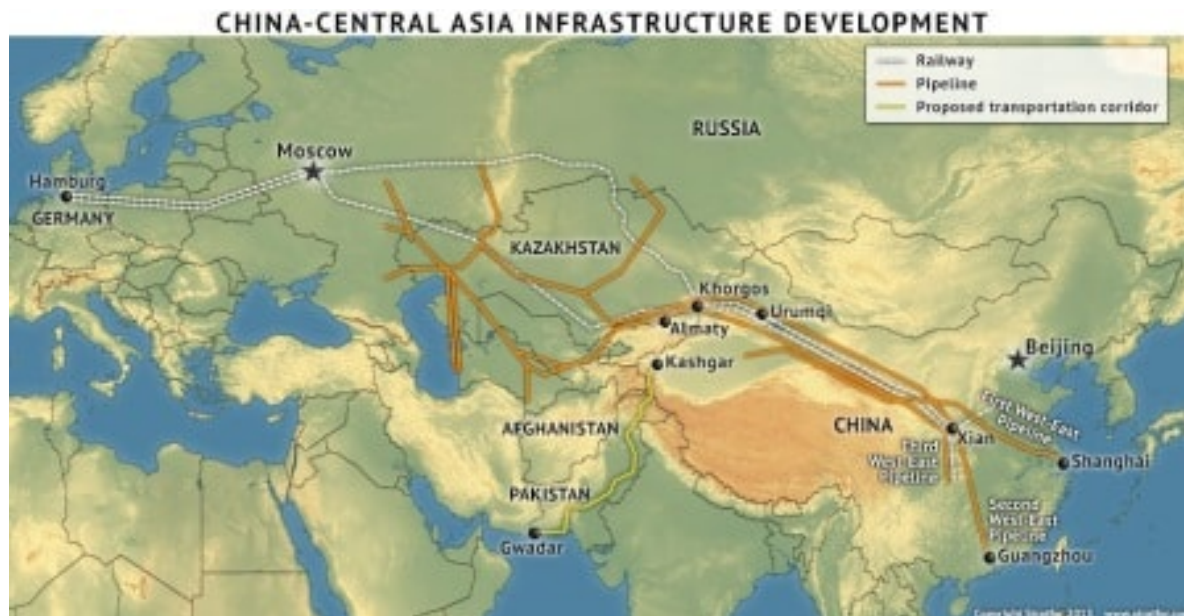 CHINA-CENTRAL ASIA INFRASTRUCTURE DEVELOPMENT
Railway
Pipeline
Proposed transportation corridor
RUSSIA
Moscow
Hamburg
GERMANY
KAZAKHSTAN
Khorgos
Urumqi
Almaty
Kashgar
Beijing
First West-East
Pipeline
AFGHANISTAN
CHINA
Xian
Third
West-East
Pipeline
Shanghai
PAKISTAN
Second
West-East
Pipeline
Gwadar
Guangzhou
Copyright Stratfor